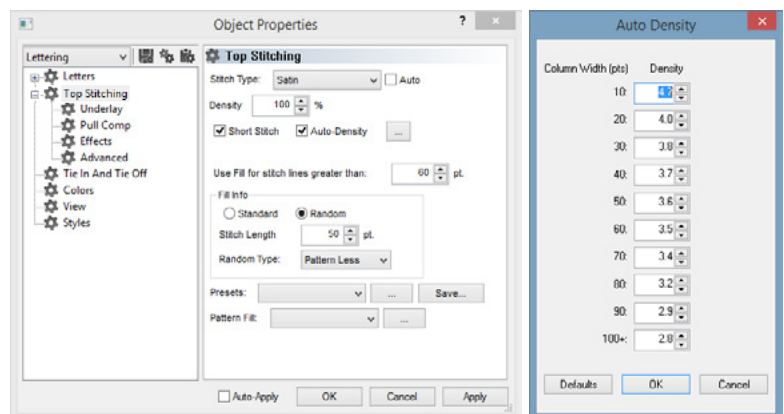 Object Properties ?
Lettering
Letters
Top Stitching
Underlay
Pull Comp
Effects
Advanced
Tie In And Tie Off
Colors
View
Styles
Top Stitching
Stitch Type: Satin Auto
Density 100 %
Short Stitch Auto-Density ...
Use Fill for stitch lines greater than: 60 pt.
Fill Info
Standard Random
Stitch Length 50 pt.
Random Type: Pattern Less
Presets: ... Save...
Pattern Fill: ...
Auto-Apply OK Cancel Apply
Auto Density
Column Width (pts) Density
10: 4.7
20: 4.0
30: 3.8
40: 3.7
50: 3.6
60. 3.5
70: 3.4
80: 3.2
90: 2.9
100+: 2.8
Defaults OK Cancel